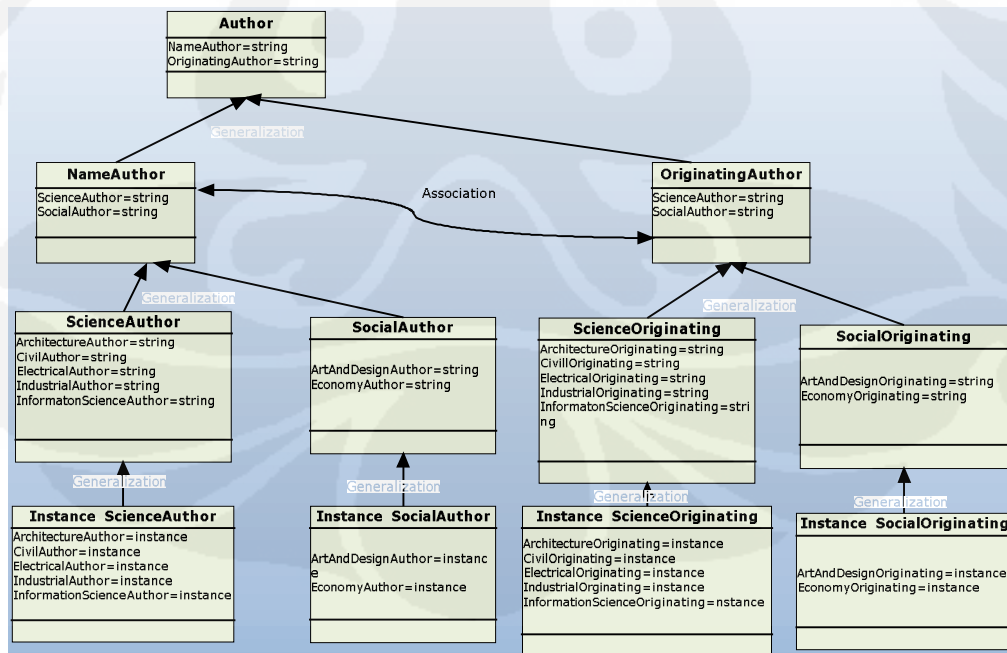 Author
NameAuthor=string
OriginatingAuthor=string
Generalization
NameAuthor
ScienceAuthor=string
SocialAuthor=string
Association
OriginatingAuthor
ScienceAuthor=string
SocialAuthor=string
Generalization
Generalization
ScienceAuthor
ArchitectureAuthor=string
CivilAuthor=string
ElectricalAuthor=string
IndustrialAuthor=string
InformatonScienceAuthor=string
SocialAuthor
ArtAndDesignAuthor=string
EconomyAuthor=string
ScienceOriginating
ArchitectureOriginating=string
CivillOriginating=string
ElectricalOriginating=string
IndustrialOriginating=string
InformatonScienceOriginating=stri
ng
SocialOriginating
ArtAndDesignOriginating=string
EconomyOriginating=string
Generalization
Generalization
Generalization
Generalization
Instance ScienceAuthor
ArchitectureAuthor=instance
CivilAuthor=instance
ElectricalAuthor=instance
IndustrialAuthor=instance
InformationScienceAuthor=instance
Instance SocialAuthor
ArtAndDesignAuthor=instanc
e
EconomyAuthor=instance
Instance ScienceOriginating
ArchitectureOriginating=instance
CivilOriginating=instance
ElectricalOriginating=instance
IndustrialOrginating=instance
InformationScienceOriginating=nstance
Instance SocialOriginating
ArtAndDesignOriginating=instance
EconomyOriginating=instance